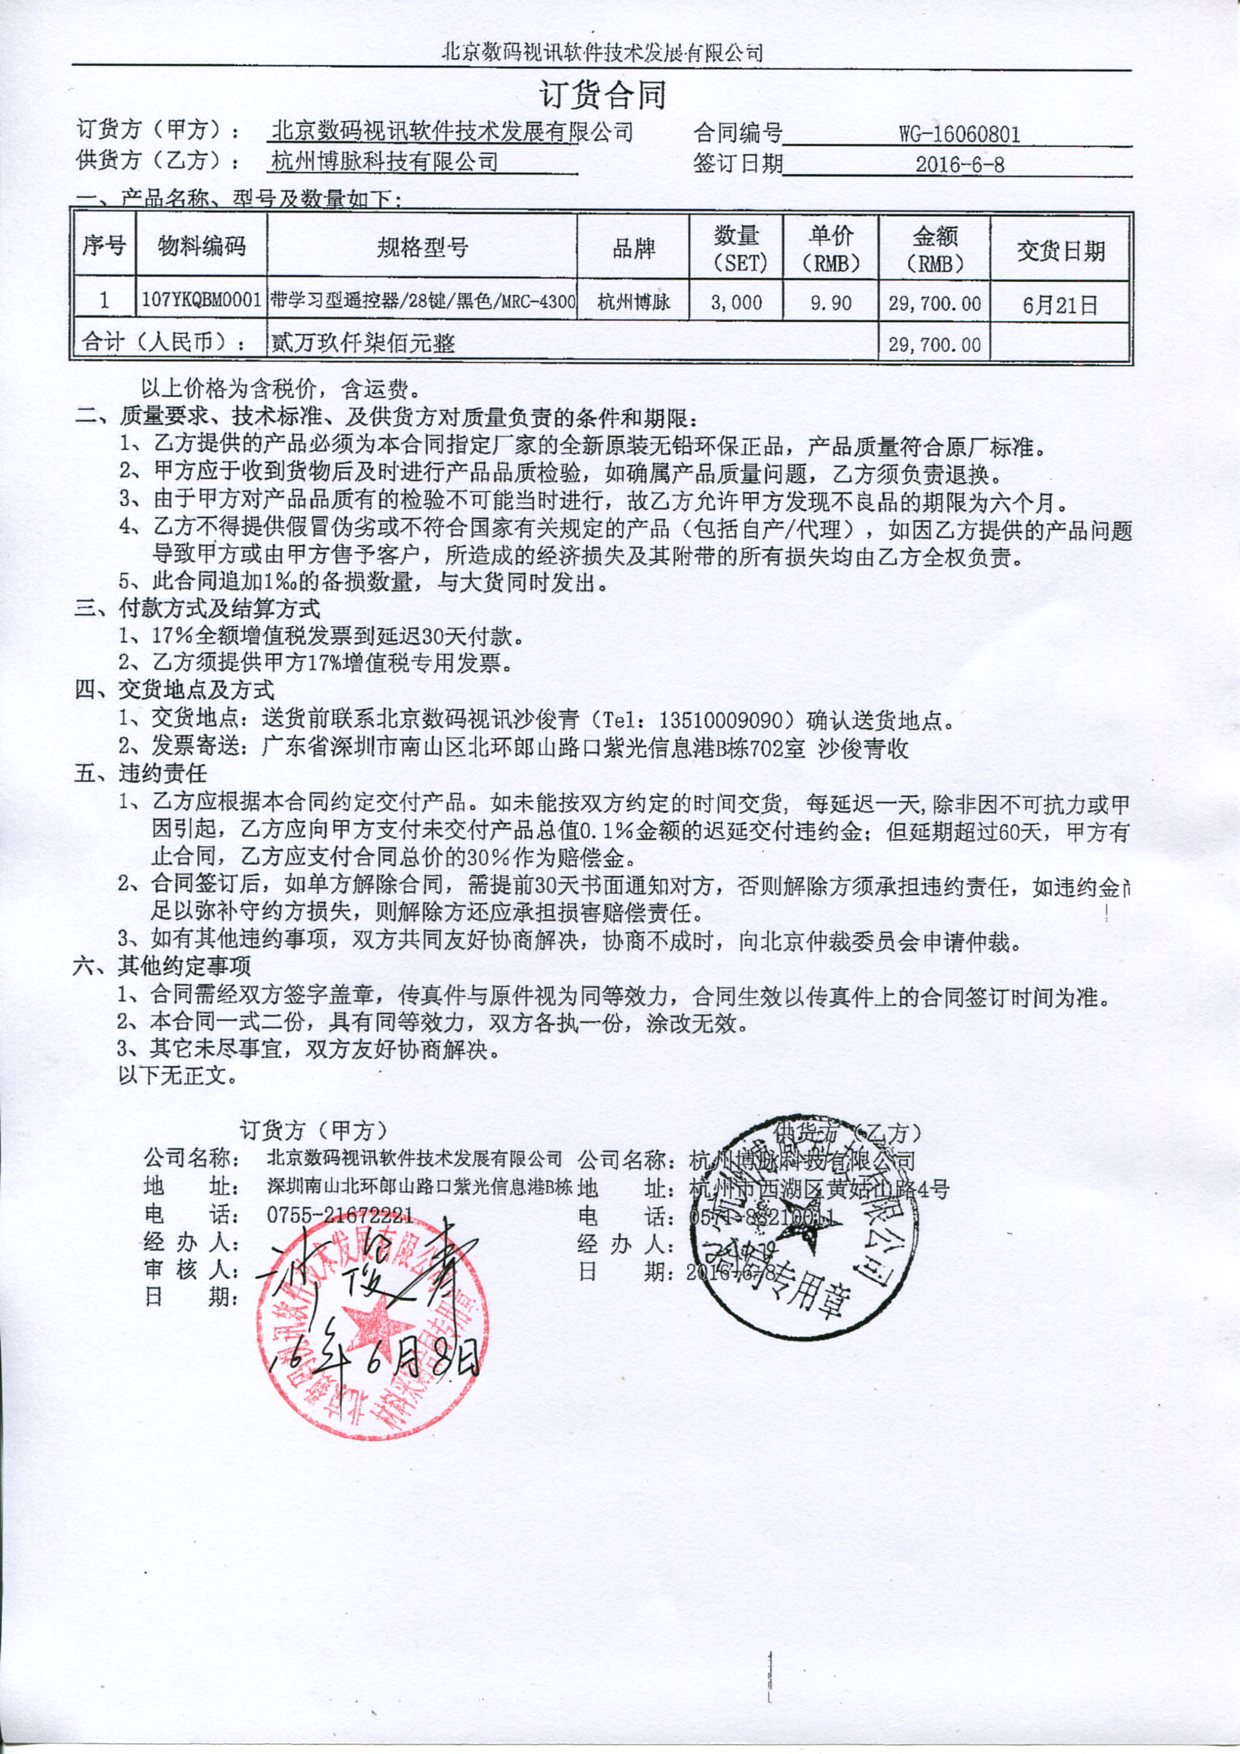 北京数码视讯软件技术发展有限公司
订货合同
订货方（甲方）： 北京数码视讯软件技术发展有限公司 合同编号 WG-16060801
供货方（乙方）： 杭州博脉科技有限公司 签订日期 2016-6-8
一、产品名称、型号及数量如下：
序号 物料编码 规格型号 品牌 数量（SET） 单价（RMB） 金额（RMB） 交货日期
1 107YKQBM0001 带学习型遥控器/28键/黑色/MRC-4300 杭州博脉 3,000 9.90 29,700.00 6月21日
合计（人民币）： 贰万玖仟柒佰元整 29,700.00
以上价格为含税价，含运费。
二、质量要求、技术标准、及供货方对质量负责的条件和期限：
1、乙方提供的产品必须为本合同指定厂家的全新原装无铅环保正品，产品质量符合原厂标准。
2、甲方应于收到货物后及时进行产品品质检验，如确属产品质量问题，乙方须负责退换。
3、由于甲方对产品品质有的检验不可能当时进行，故乙方允许甲方发现不良品的期限为六个月。
4、乙方不得提供假冒伪劣或不符合国家有关规定的产品（包括自产/代理），如因乙方提供的产品问题
导致甲方或由甲方售予客户，所造成的经济损失及其附带的所有损失均由乙方全权负责。
5、此合同追加1‰的备损数量，与大货同时发出。
三、付款方式及结算方式
1、17%全额增值税发票到延迟30天付款。
2、乙方须提供甲方17%增值税专用发票。
四、交货地点及方式
1、交货地点：送货前联系北京数码视讯沙俊青（Tel：13510009090）确认送货地点。
2、发票寄送：广东省深圳市南山区北环郎山路口紫光信息港B栋702室 沙俊青收
五、违约责任
1、乙方应根据本合同约定交付产品。如未能按双方约定的时间交货，每延迟一天,除非因不可抗力或甲
因引起，乙方应向甲方支付未交付产品总值0.1%金额的迟延交付违约金；但延期超过60天，甲方有
止合同，乙方应支付合同总价的30%作为赔偿金。
2、合同签订后，如单方解除合同，需提前30天书面通知对方，否则解除方须承担违约责任，如违约金
足以弥补守约方损失，则解除方还应承担损害赔偿责任。
3、如有其他违约事项，双方共同友好协商解决，协商不成时，向北京仲裁委员会申请仲裁。
六、其他约定事项
1、合同需经双方签字盖章，传真件与原件视为同等效力，合同生效以传真件上的合同签订时间为准。
2、本合同一式二份，具有同等效力，双方各执一份，涂改无效。
3、其它未尽事宜，双方友好协商解决。
以下无正文。
订货方（甲方） 供货方（乙方）
公司名称： 北京数码视讯软件技术发展有限公司 公司名称： 杭州博脉科技有限公司
地 址： 深圳南山北环郎山路口紫光信息港B栋 地 址： 杭州市西湖区黄姑山路4号
电 话： 0755-21672221 电 话：
经 办 人： 沙俊青 经 办 人：
审 核 人： 日 期： 2016-6-8
日 期： 16年6月8日
北京数码视讯软件技术发展有限公司
材料采购合同专用章
杭州博脉科技有限公司
合同专用章